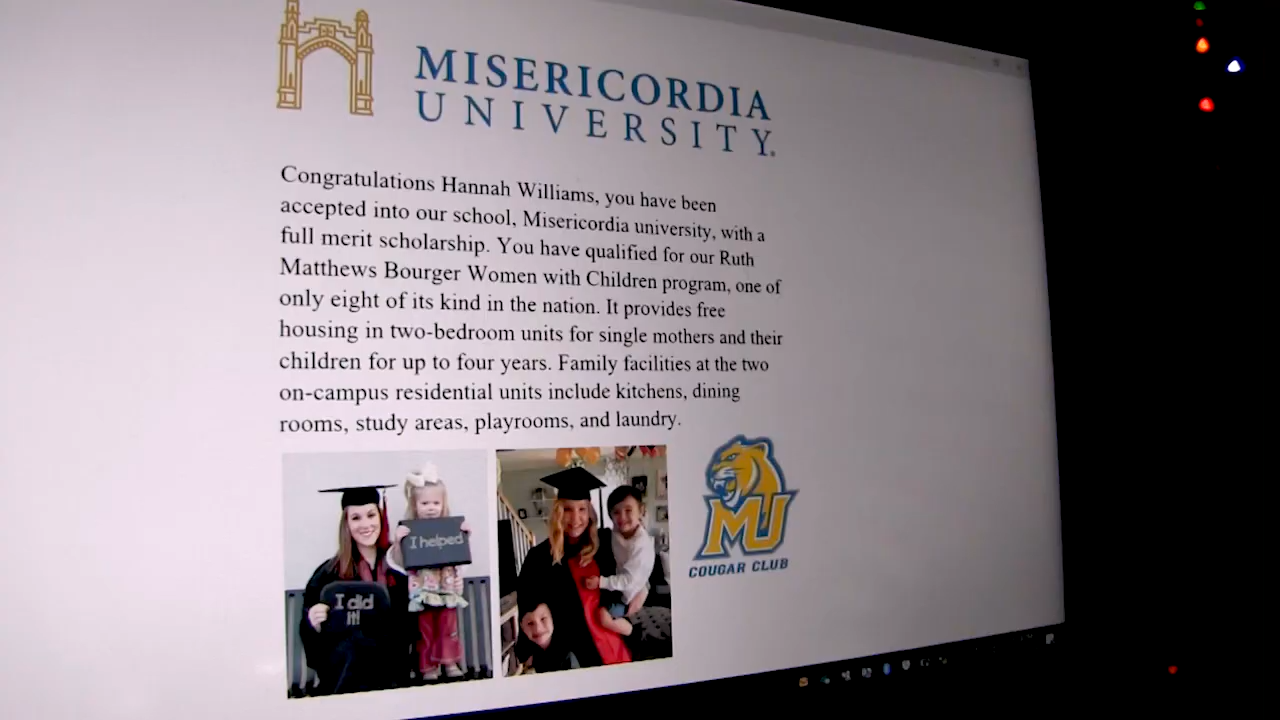 MISERICORDIA
UNIVERSITY®
Congratulations Hannah Williams, you have been
accepted into our school, Misericordia university, with a
full merit scholarship. You have qualified for our Ruth
Matthews Bourger Women with Children program, one of
only eight of its kind in the nation. It provides free
housing in two-bedroom units for single mothers and their
children for up to four years. Family facilities at the two
on-campus residential units include kitchens, dining
rooms, study areas, playrooms, and laundry.
I helped
I did
it!
MU
COUGAR CLUB